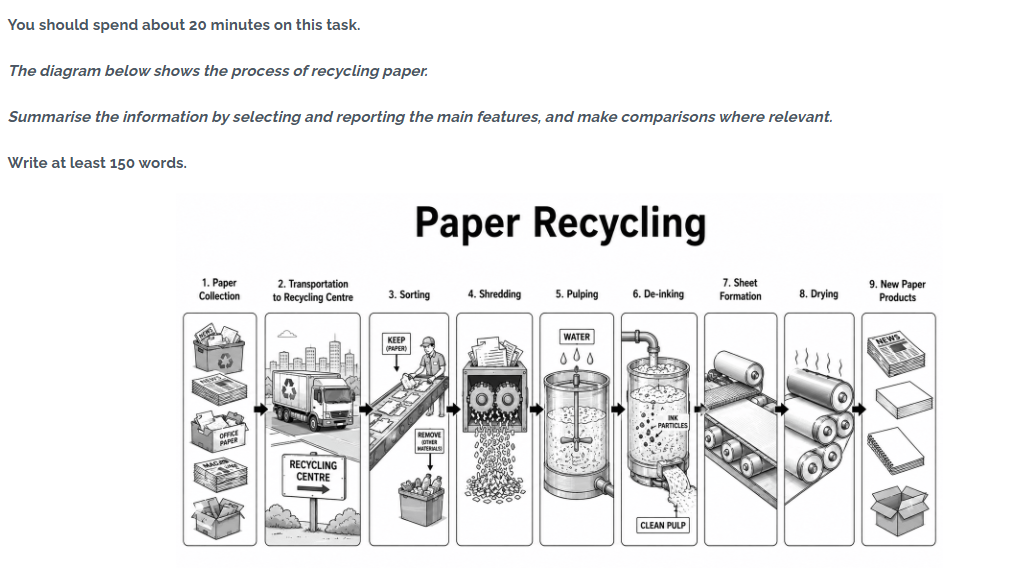 You should spend about 20 minutes on this task.
The diagram below shows the process of recycling paper.
Summarise the information by selecting and reporting the main features, and make comparisons where relevant.
Write at least 150 words.
Paper Recycling
1. Paper
Collection
2. Transportation
to Recycling Centre
3. Sorting
4. Shredding
5. Pulping
6. De-inking
7. Sheet
Formation
8. Drying
9. New Paper
Products
NEWS
NEWS
OFFICE
PAPER
RECYCLING
CENTRE
KEEP
(PAPER)
REMOVE
(OTHER
MATERIALS)
WATER
INK
PARTICLES
CLEAN PULP
NEWS